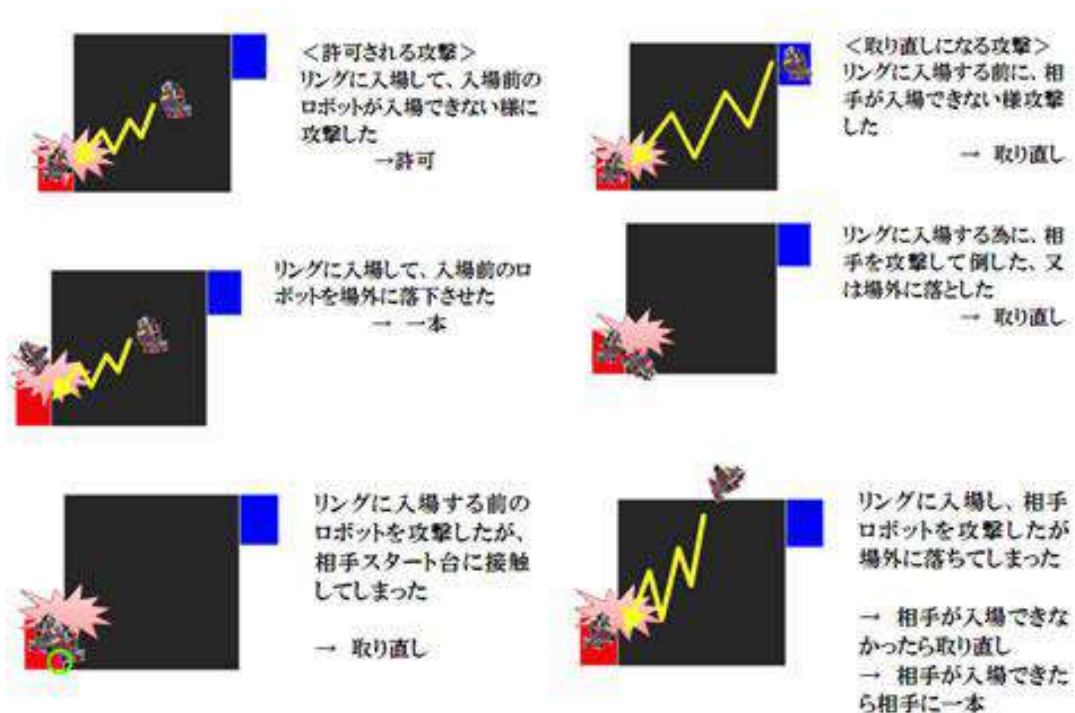 <許可される攻撃>
リングに入場して、入場前の
ロボットが入場できない様に
攻撃した
→許可
<取り直しになる攻撃>
リングに入場する前に、相
手が入場できない様攻撃
した
→ 取り直し
リングに入場して、入場前のロ
ボットを場外に落下させた
→ 一本
リングに入場する為に、相
手を攻撃して倒した、又
は場外に落とした
→ 取り直し
リングに入場する前の
ロボットを攻撃したが、
相手スタート台に接触
してしまった
→ 取り直し
リングに入場し、相手
ロボットを攻撃したが
場外に落ちてしまった
→ 相手が入場できな
かったら取り直し
→ 相手が入場できた
ら相手に一本